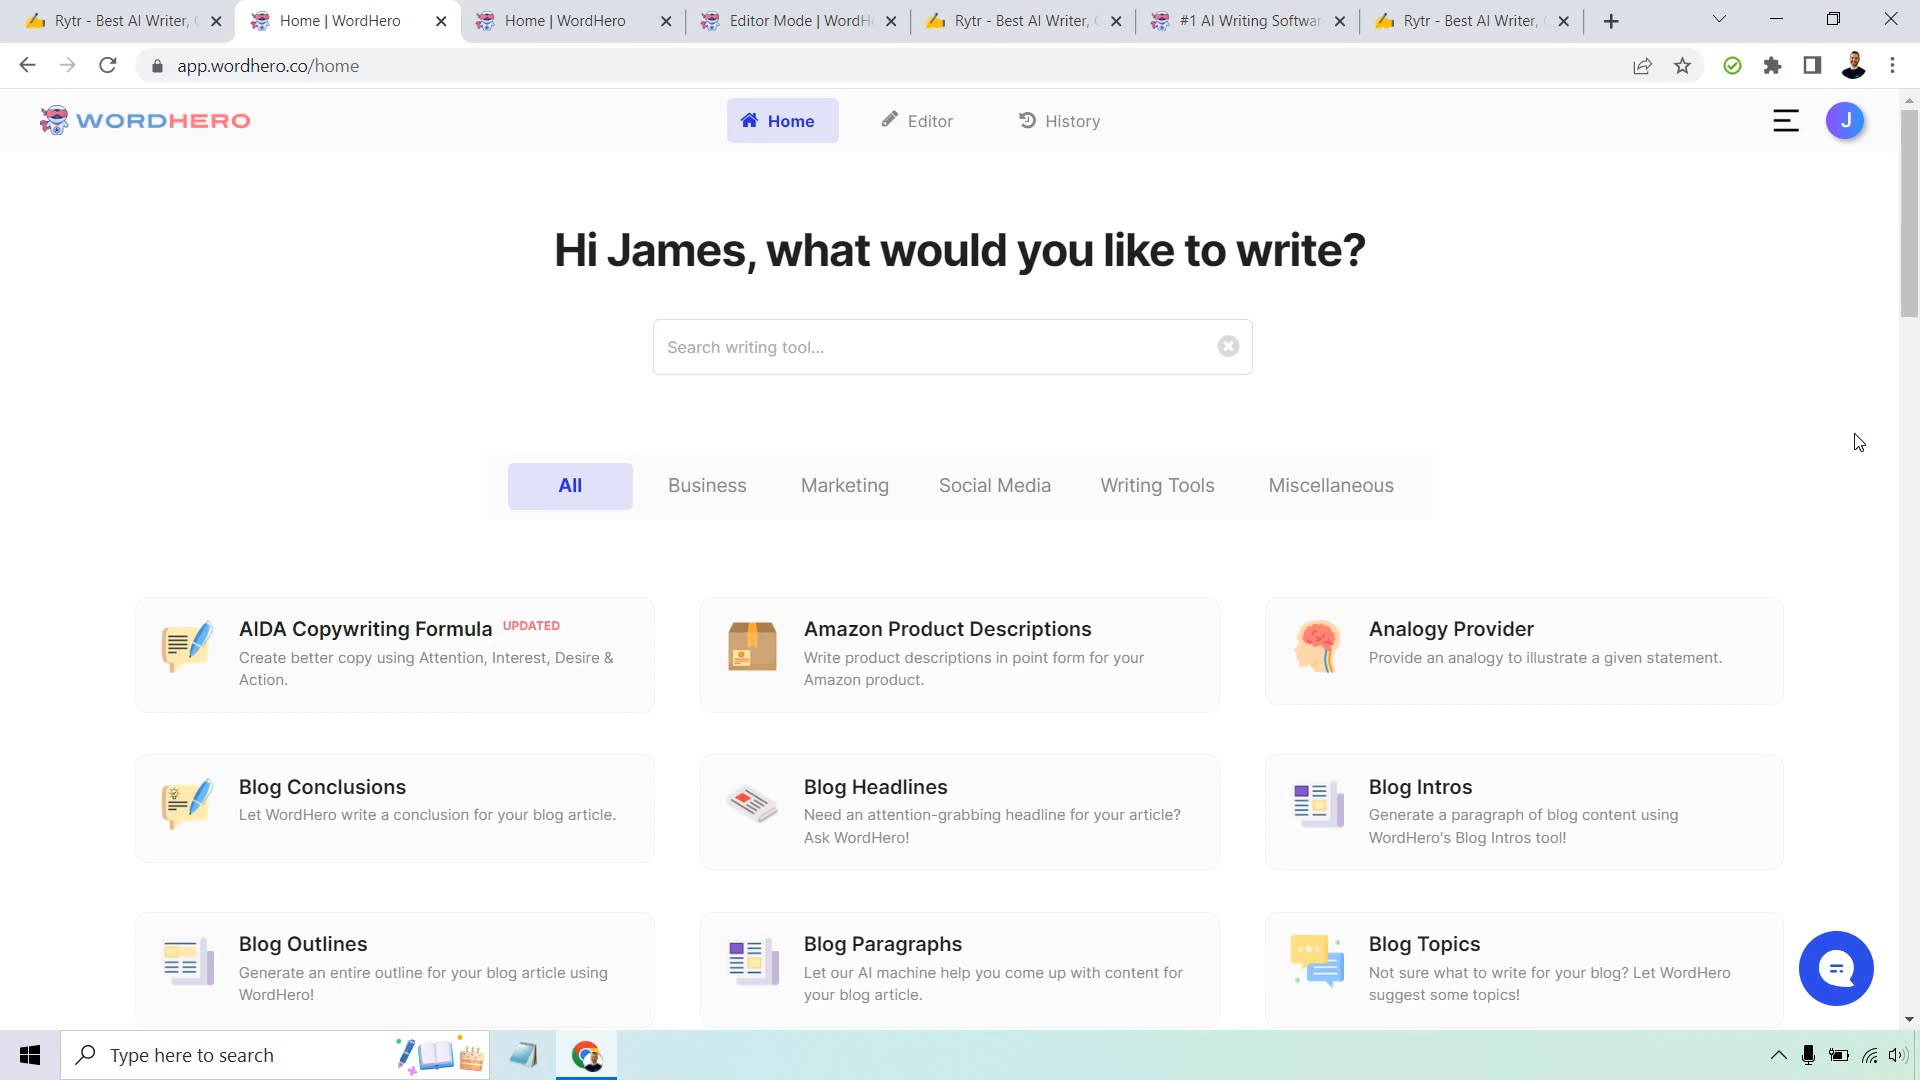 Rytr - Best AI Writer,
Home | WordHero
Home | WordHero
Editor Mode | WordH
Rytr - Best AI Writer,
#1 AI Writing Softwar
Rytr - Best AI Writer,
app.wordhero.co/home
WORDHERO
Home
Editor
History
J
Hi James, what would you like to write?
Search writing tool...
All
Business
Marketing
Social Media
Writing Tools
Miscellaneous
AIDA Copywriting Formula UPDATED
Create better copy using Attention, Interest, Desire &
Action.
Amazon Product Descriptions
Write product descriptions in point form for your
Amazon product.
Analogy Provider
Provide an analogy to illustrate a given statement.
Blog Conclusions
Let WordHero write a conclusion for your blog article.
Blog Headlines
Need an attention-grabbing headline for your article?
Ask WordHero!
Blog Intros
Generate a paragraph of blog content using
WordHero's Blog Intros tool!
Blog Outlines
Generate an entire outline for your blog article using
WordHero!
Blog Paragraphs
Let our AI machine help you come up with content for
your blog article.
Blog Topics
Not sure what to write for your blog? Let WordHero
suggest some topics!
Type here to search